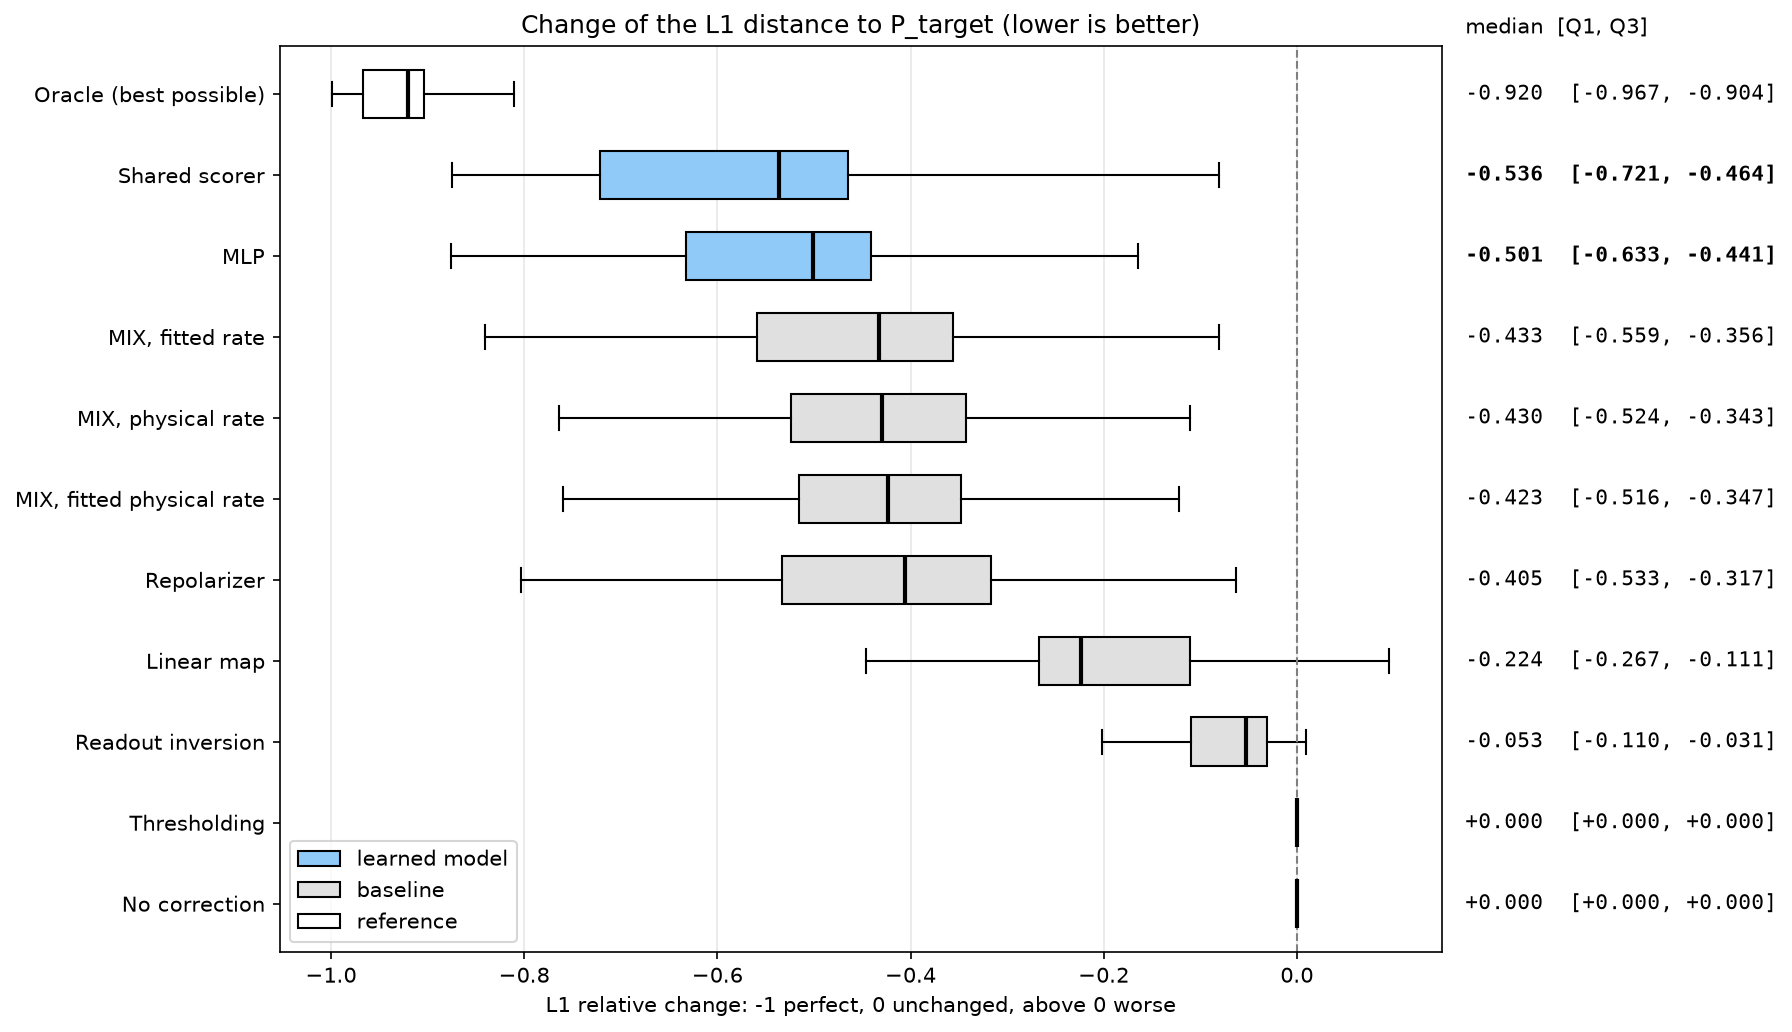 Change of the L1 distance to P_target (lower is better)
median [Q1, Q3]
Oracle (best possible) -0.920 [-0.967, -0.904]
Shared scorer -0.536 [-0.721, -0.464]
MLP -0.501 [-0.633, -0.441]
MIX, fitted rate -0.433 [-0.559, -0.356]
MIX, physical rate -0.430 [-0.524, -0.343]
MIX, fitted physical rate -0.423 [-0.516, -0.347]
Repolarizer -0.405 [-0.533, -0.317]
Linear map -0.224 [-0.267, -0.111]
Readout inversion -0.053 [-0.110, -0.031]
Thresholding +0.000 [+0.000, +0.000]
No correction +0.000 [+0.000, +0.000]
learned model
baseline
reference
−1.0 −0.8 −0.6 −0.4 −0.2 0.0
L1 relative change: -1 perfect, 0 unchanged, above 0 worse